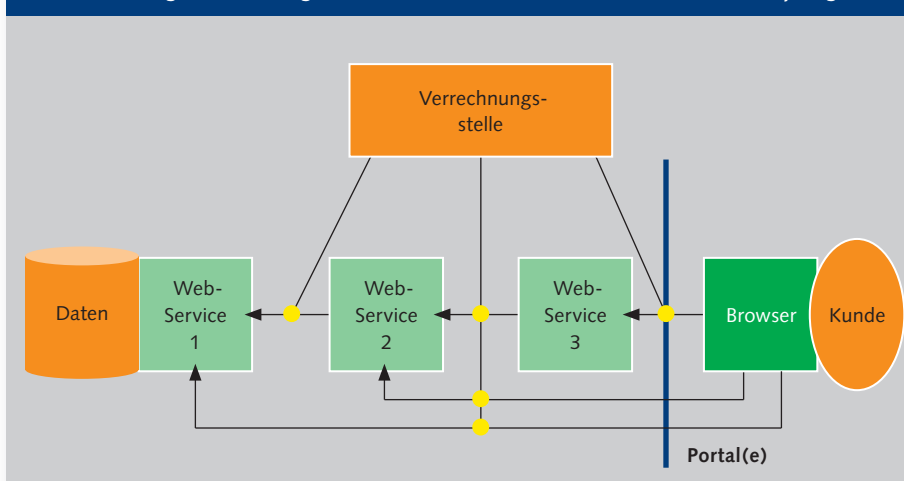 Verrechnungs-
stelle
Daten
Web-
Service
1
Web-
Service
2
Web-
Service
3
Browser
Kunde
Portal(e)